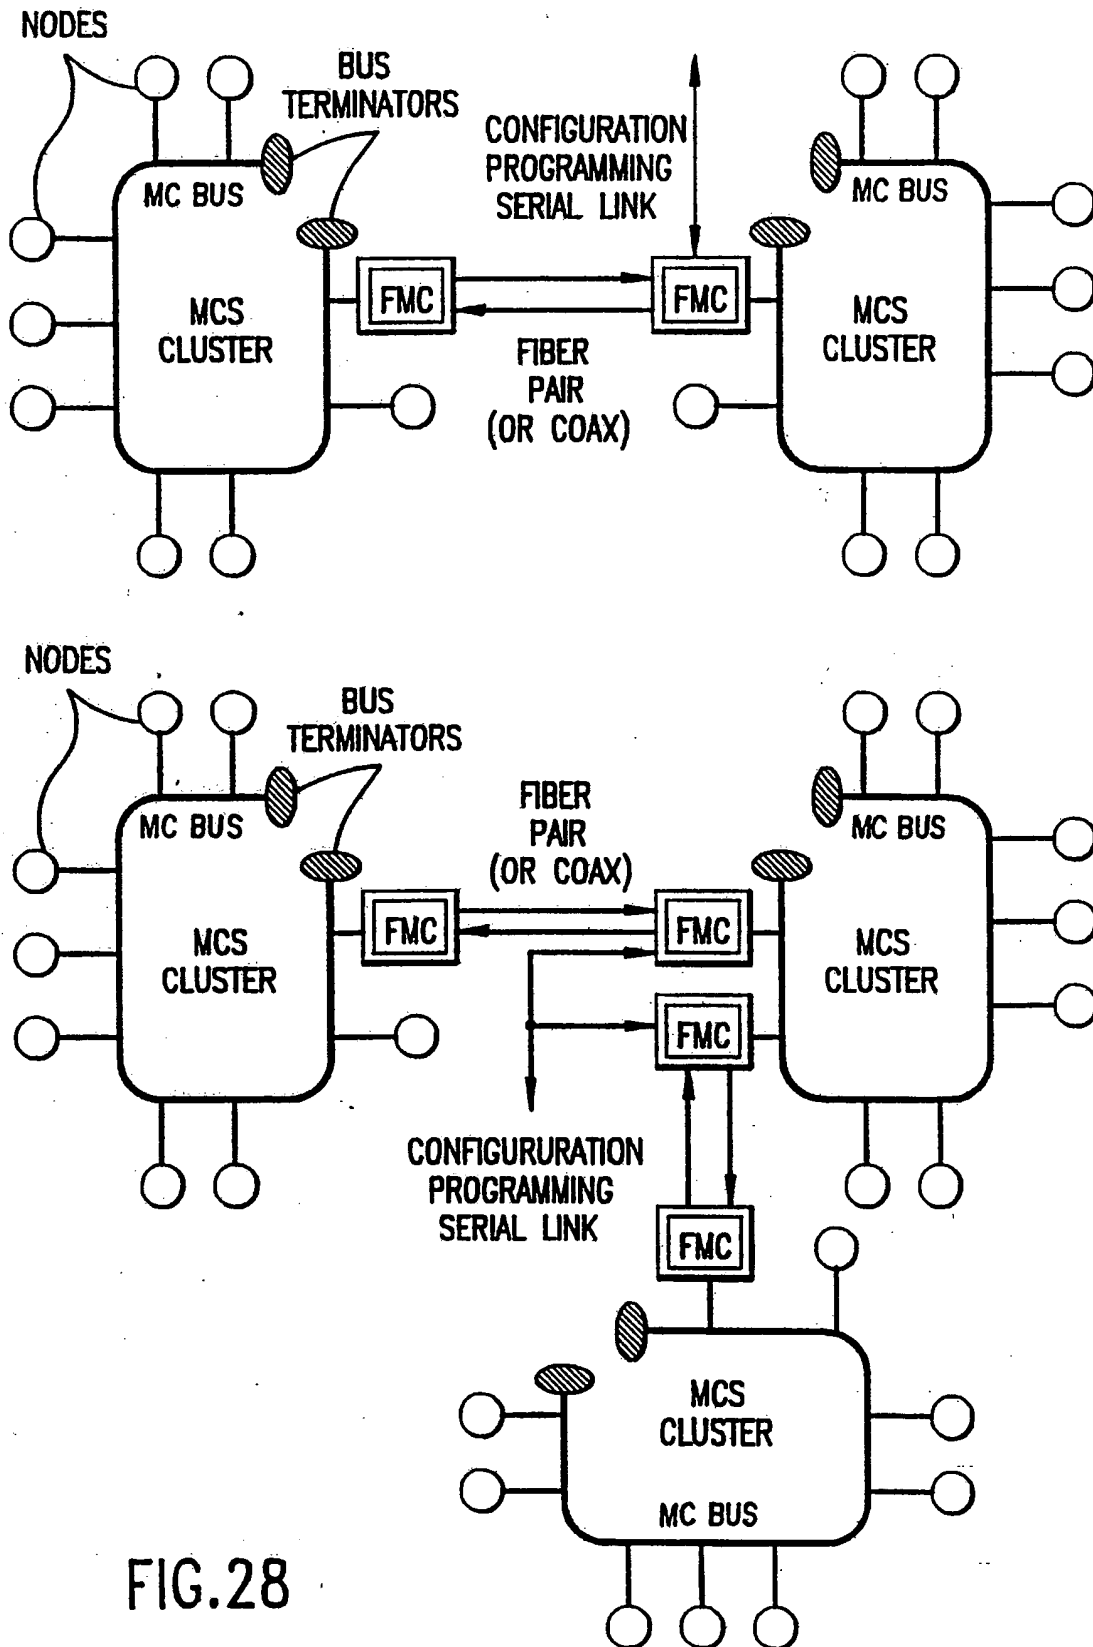 NODES
BUS
TERMINATORS
CONFIGURATION
PROGRAMMING
SERIAL LINK
MC BUS
MC BUS
MCS
CLUSTER
FMC
FMC
MCS
CLUSTER
FIBER
PAIR
(OR COAX)
NODES
BUS
TERMINATORS
FIBER
PAIR
(OR COAX)
MC BUS
MC BUS
MCS
CLUSTER
FMC
FMC
MCS
CLUSTER
FMC
CONFIGURURATION
PROGRAMMING
SERIAL LINK
FMC
MCS
CLUSTER
MC BUS
FIG.28